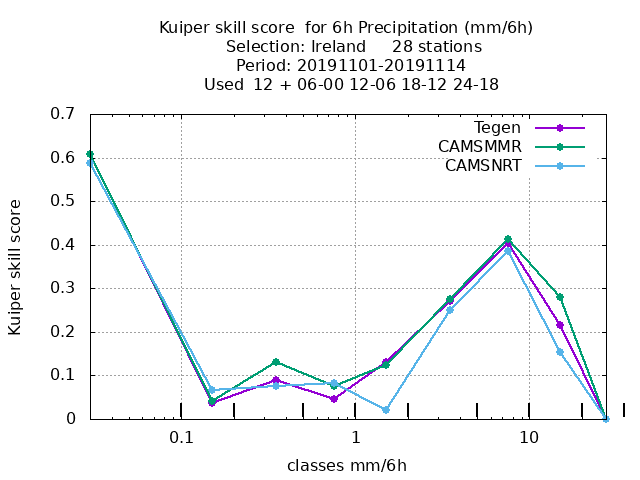 Kuiper skill score  for 6h Precipitation (mm/6h)
Selection: Ireland     28 stations
Period: 20191101-20191114
Used  12 + 06-00 12-06 18-12 24-18
Tegen
CAMSMMR
CAMSNRT
0.7
0.6
0.5
0.4
0.3
0.2
0.1
0
Kuiper skill score
0.1 1 10
classes mm/6h